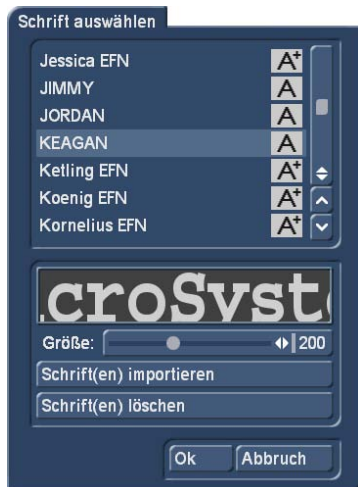 Schrift auswählen
Jessica EFN A+
JIMMY A
JORDAN A
KEAGAN A
Ketling EFN A+
Koenig EFN A+
Kornelius EFN A+
croSyst
Größe: 200
Schrift(en) importieren
Schrift(en) löschen
Ok Abbruch